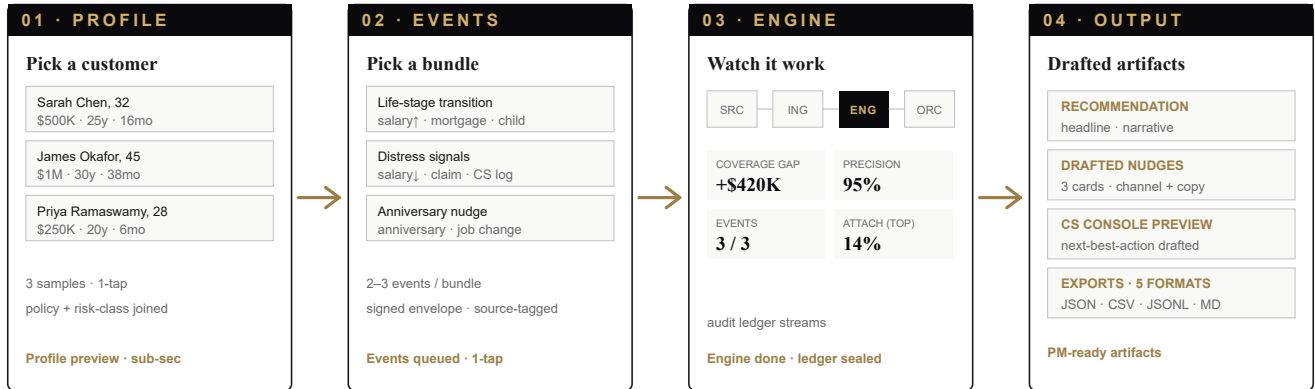 01 · PROFILE
Pick a customer
Sarah Chen, 32
$500K · 25y · 16mo
James Okafor, 45
$1M · 30y · 38mo
Priya Ramaswamy, 28
$250K · 20y · 6mo
3 samples · 1-tap
policy + risk-class joined
Profile preview · sub-sec
02 · EVENTS
Pick a bundle
Life-stage transition
salary↑ · mortgage · child
Distress signals
salary↓ · claim · CS log
Anniversary nudge
anniversary · job change
2–3 events / bundle
signed envelope · source-tagged
Events queued · 1-tap
03 · ENGINE
Watch it work
SRC
ING
ENG
ORC
COVERAGE GAP
+$420K
PRECISION
95%
EVENTS
3 / 3
ATTACH (TOP)
14%
audit ledger streams
Engine done · ledger sealed
04 · OUTPUT
Drafted artifacts
RECOMMENDATION
headline · narrative
DRAFTED NUDGES
3 cards · channel + copy
CS CONSOLE PREVIEW
next-best-action drafted
EXPORTS · 5 FORMATS
JSON · CSV · JSONL · MD
PM-ready artifacts